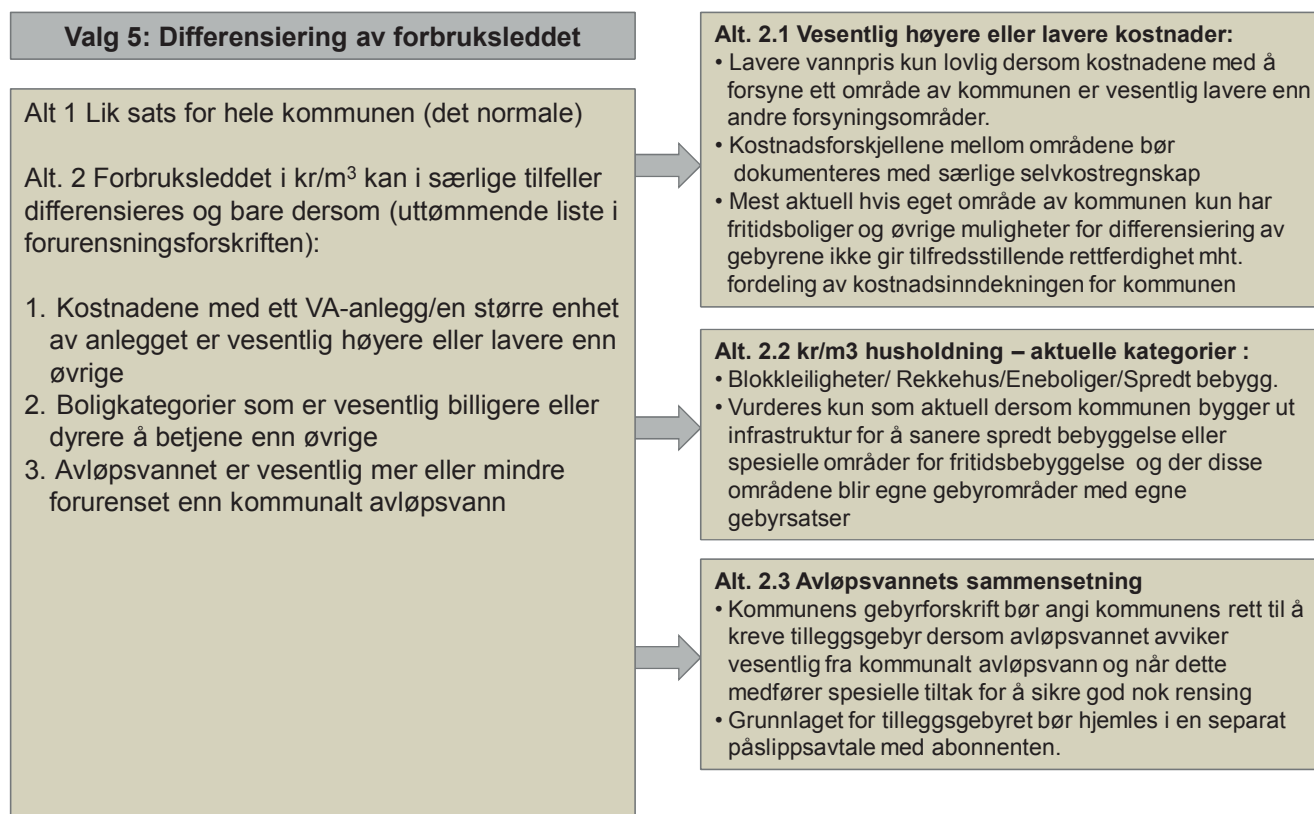 Valg 5: Differensiering av forbruksleddet
Alt 1 Lik sats for hele kommunen (det normale)
Alt. 2 Forbruksleddet i kr/m³ kan i særlige tilfeller
differensieres og bare dersom (uttømmende liste i
forurensningsforskriften):
1. Kostnadene med ett VA-anlegg/en større enhet
av anlegget er vesentlig høyere eller lavere enn
øvrige
2. Boligkategorier som er vesentlig billigere eller
dyrere å betjene enn øvrige
3. Avløpsvannet er vesentlig mer eller mindre
forurenset enn kommunalt avløpsvann
Alt. 2.1 Vesentlig høyere eller lavere kostnader:
• Lavere vannpris kun lovlig dersom kostnadene med å
forsyne ett område av kommunen er vesentlig lavere enn
andre forsyningsområder.
• Kostnadsforskjellene mellom områdene bør
dokumenteres med særlige selvkostregnskap
• Mest aktuell hvis eget område av kommunen kun har
fritidsboliger og øvrige muligheter for differensiering av
gebyrene ikke gir tilfredsstillende rettferdighet mht.
fordeling av kostnadsinndekningen for kommunen
Alt. 2.2 kr/m3 husholdning – aktuelle kategorier :
• Blokkleiligheter/ Rekkehus/Eneboliger/Spredt bebygg.
• Vurderes kun som aktuell dersom kommunen bygger ut
infrastruktur for å sanere spredt bebyggelse eller
spesielle områder for fritidsbebyggelse og der disse
områdene blir egne gebyrområder med egne
gebyrsatser
Alt. 2.3 Avløpsvannets sammensetning
• Kommunens gebyrforskrift bør angi kommunens rett til å
kreve tilleggsgebyr dersom avløpsvannet avviker
vesentlig fra kommunalt avløpsvann og når dette
medfører spesielle tiltak for å sikre god nok rensing
• Grunnlaget for tilleggsgebyret bør hjemles i en separat
påslippsavtale med abonnenten.